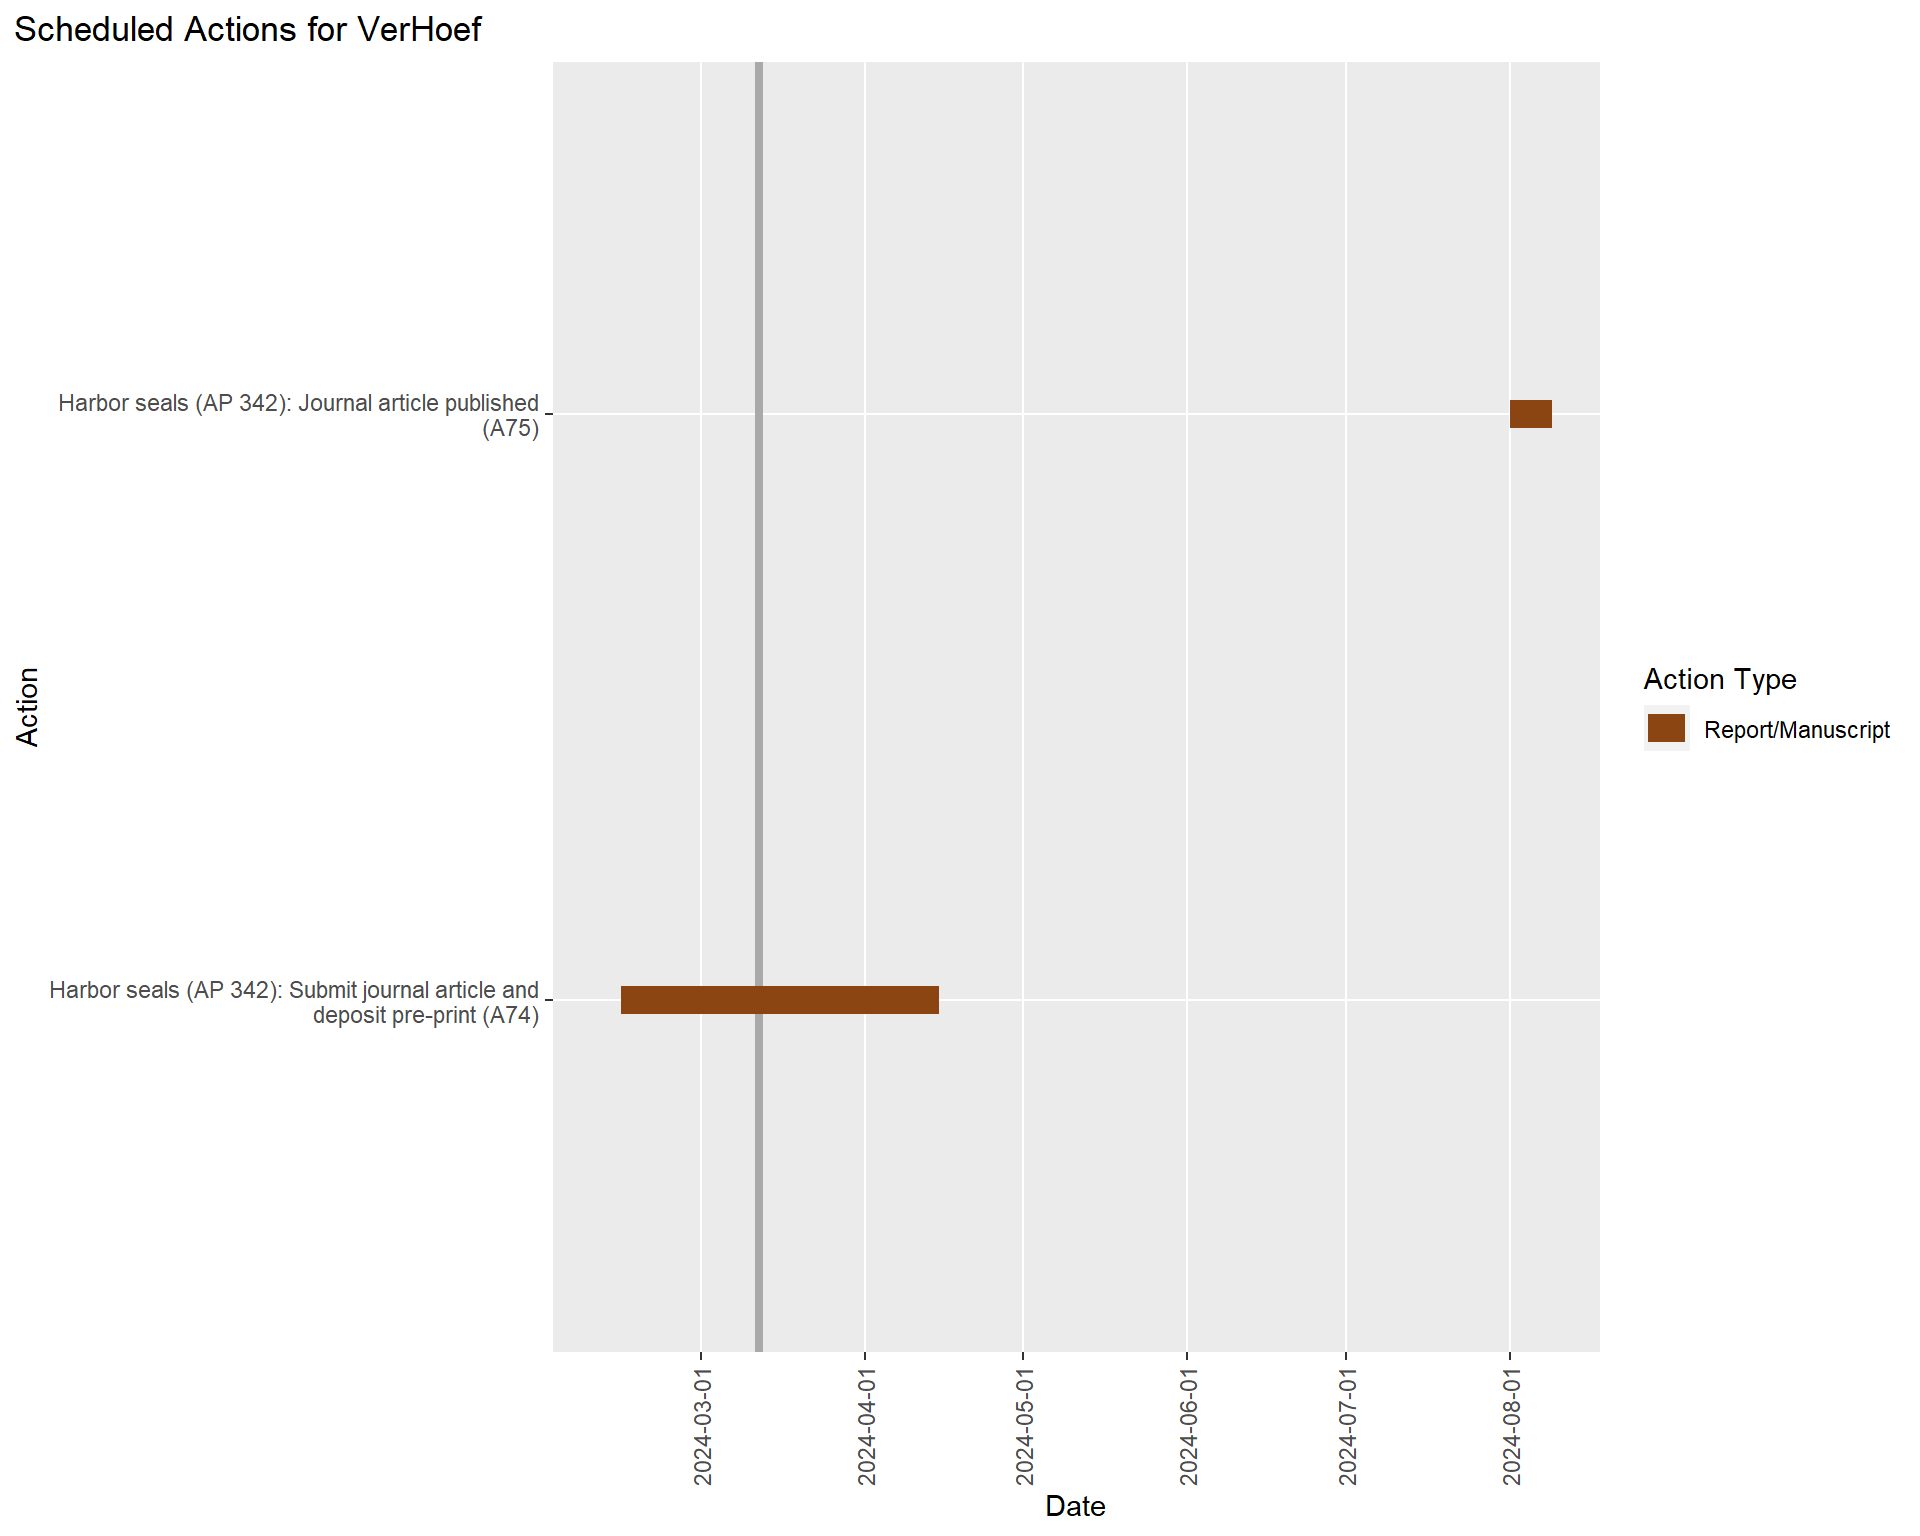 Scheduled Actions for VerHoef
Harbor seals (AP 342): Journal article published
(A75)
Harbor seals (AP 342): Submit journal article and
deposit pre-print (A74)
Action
2024-03-01
2024-04-01
2024-05-01
2024-06-01
2024-07-01
2024-08-01
Date
Action Type
Report/Manuscript